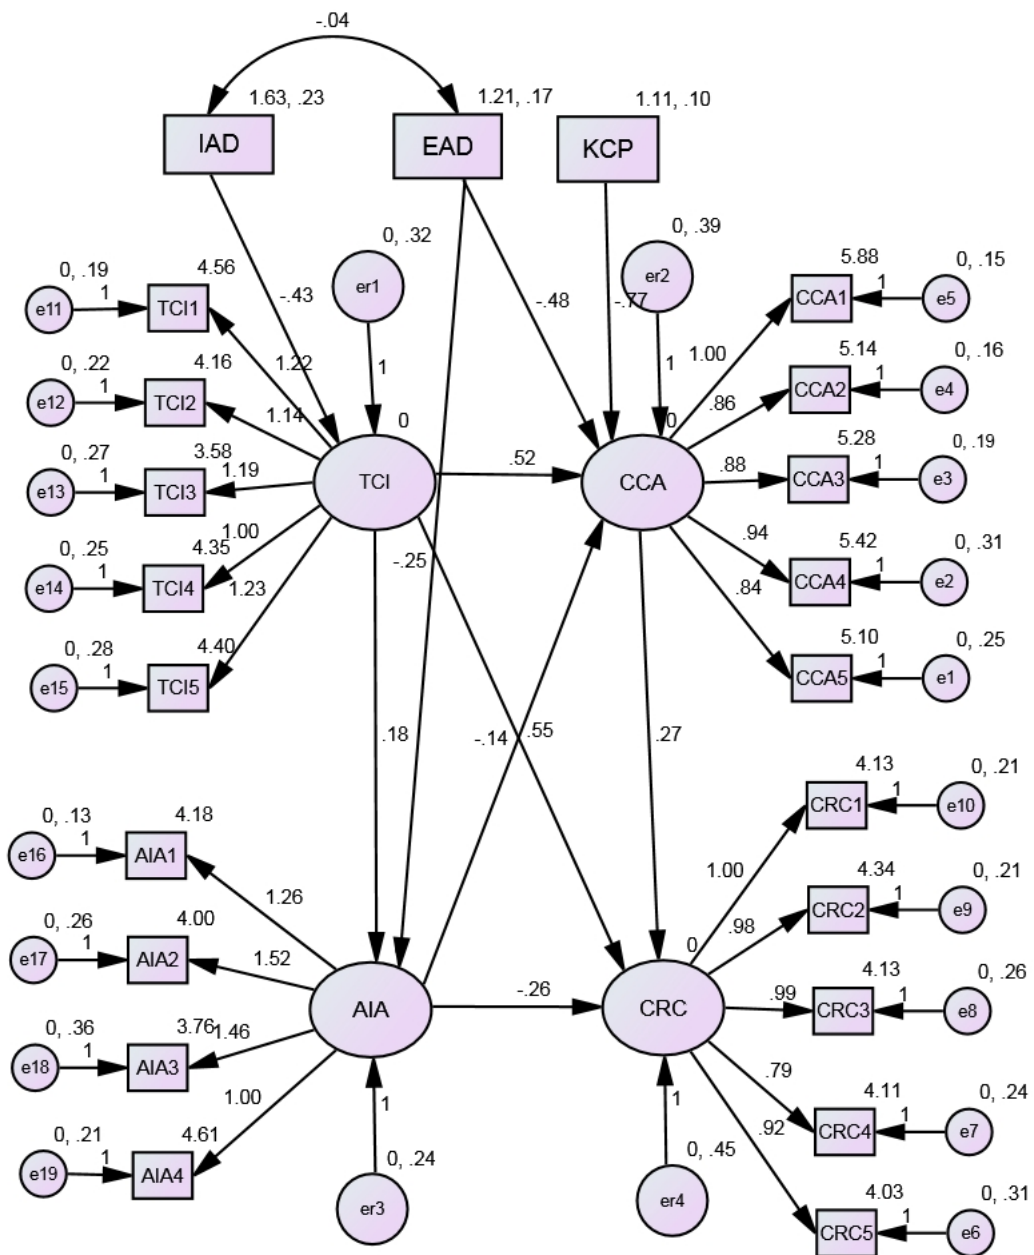 -.04
1.63, .23
1.21, .17
1.11, .10
IAD
EAD
KCP
0, .32
0, .39
er1
er2
-.43
-.48
-.77
1
1
0, .19
4.56
e11
1
TCI1
1.22
0, .22
4.16
e12
1
TCI2
1.14
0, .27
3.58
e13
1
TCI3
1.19
0, .25
4.35
e14
1
TCI4
1.00
0, .28
4.40
e15
1
TCI5
1.23
0
TCI
.52
0
CCA
5.88
0, .15
1.00
CCA1
1
e5
5.14
0, .16
.86
CCA2
1
e4
5.28
0, .19
.88
CCA3
1
e3
5.42
0, .31
.94
CCA4
1
e2
5.10
0, .25
.84
CCA5
1
e1
-.25
.18
-.14
.55
.27
0, .13
4.18
e16
1
AIA1
1.26
0, .26
4.00
e17
1
AIA2
1.52
0, .36
3.76
e18
1
AIA3
1.46
0, .21
4.61
e19
1
AIA4
1.00
AIA
-.26
0
CRC
4.13
0, .21
1.00
CRC1
1
e10
4.34
0, .21
.98
CRC2
1
e9
4.13
0, .26
.99
CRC3
1
e8
4.11
0, .24
.79
CRC4
1
e7
4.03
0, .31
.92
CRC5
1
e6
1
0, .24
er3
1
0, .45
er4